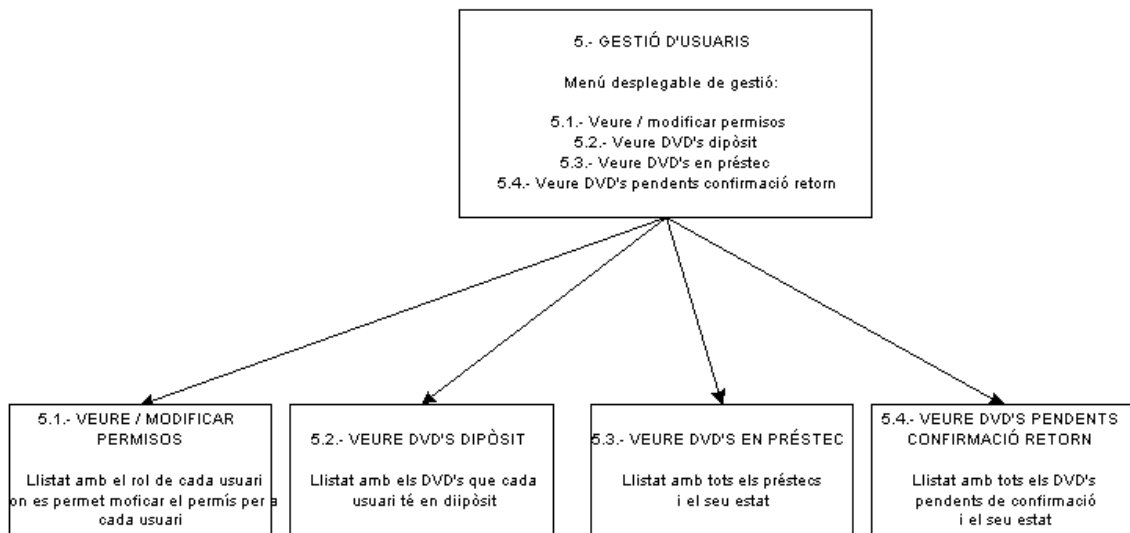 5.- GESTIÓ D'USUARIS
Menú desplegable de gestió:
5.1.- Veure / modificar permisos
5.2.- Veure DVD's dipòsit
5.3.- Veure DVD's en préstec
5.4.- Veure DVD's pendents confirmació retorn
5.1.- VEURE / MODIFICAR
PERMISOS
Llistat amb el rol de cada usuari
on es permet moficar el permís per a
cada usuari
5.2.- VEURE DVD'S DIPÒSIT
Llistat amb els DVD's que cada
usuari té en diipòsit
5.3.- VEURE DVD'S EN PRÉSTEC
Llistat amb tots els préstecs
i el seu estat
5.4.- VEURE DVD'S PENDENTS
CONFIRMACIÓ RETORN
Llistat amb tots els DVD's
pendents de confirmació
i el seu estat